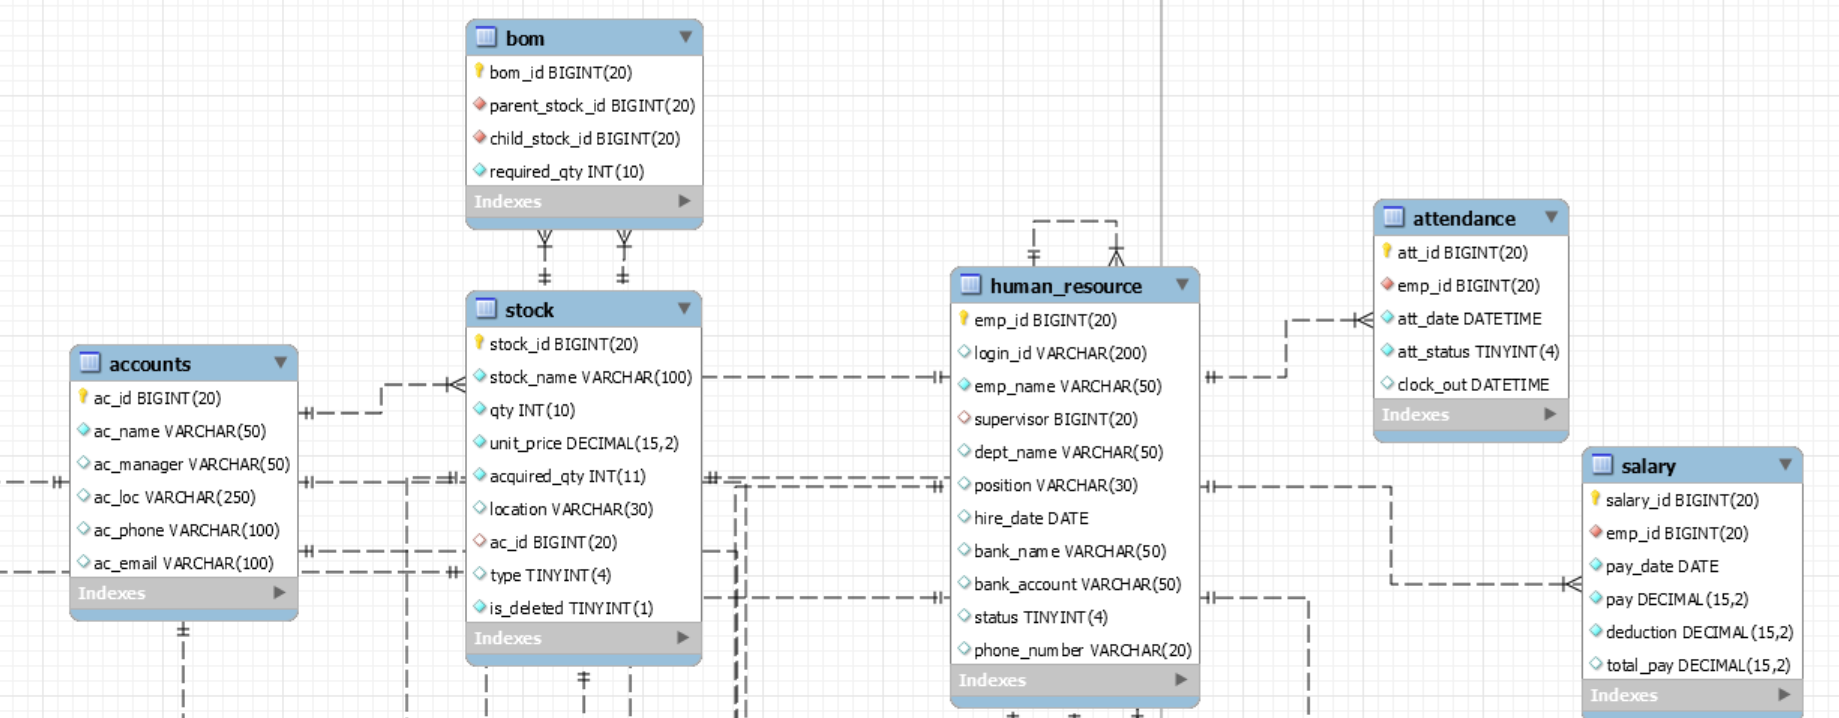 bom
bom_id BIGINT(20)
parent_stock_id BIGINT(20)
child_stock_id BIGINT(20)
required_qty INT(10)
Indexes
accounts
ac_id BIGINT(20)
ac_name VARCHAR(50)
ac_manager VARCHAR(50)
ac_loc VARCHAR(250)
ac_phone VARCHAR(100)
ac_email VARCHAR(100)
Indexes
stock
stock_id BIGINT(20)
stock_name VARCHAR(100)
qty INT(10)
unit_price DECIMAL(15,2)
acquired_qty INT(11)
location VARCHAR(30)
ac_id BIGINT(20)
type TINYINT(4)
is_deleted TINYINT(1)
Indexes
human_resource
emp_id BIGINT(20)
login_id VARCHAR(200)
emp_name VARCHAR(50)
supervisor BIGINT(20)
dept_name VARCHAR(50)
position VARCHAR(30)
hire_date DATE
bank_name VARCHAR(50)
bank_account VARCHAR(50)
status TINYINT(4)
phone_number VARCHAR(20)
Indexes
attendance
att_id BIGINT(20)
emp_id BIGINT(20)
att_date DATETIME
att_status TINYINT(4)
clock_out DATETIME
Indexes
salary
salary_id BIGINT(20)
emp_id BIGINT(20)
pay_date DATE
pay DECIMAL(15,2)
deduction DECIMAL(15,2)
total_pay DECIMAL(15,2)
Indexes